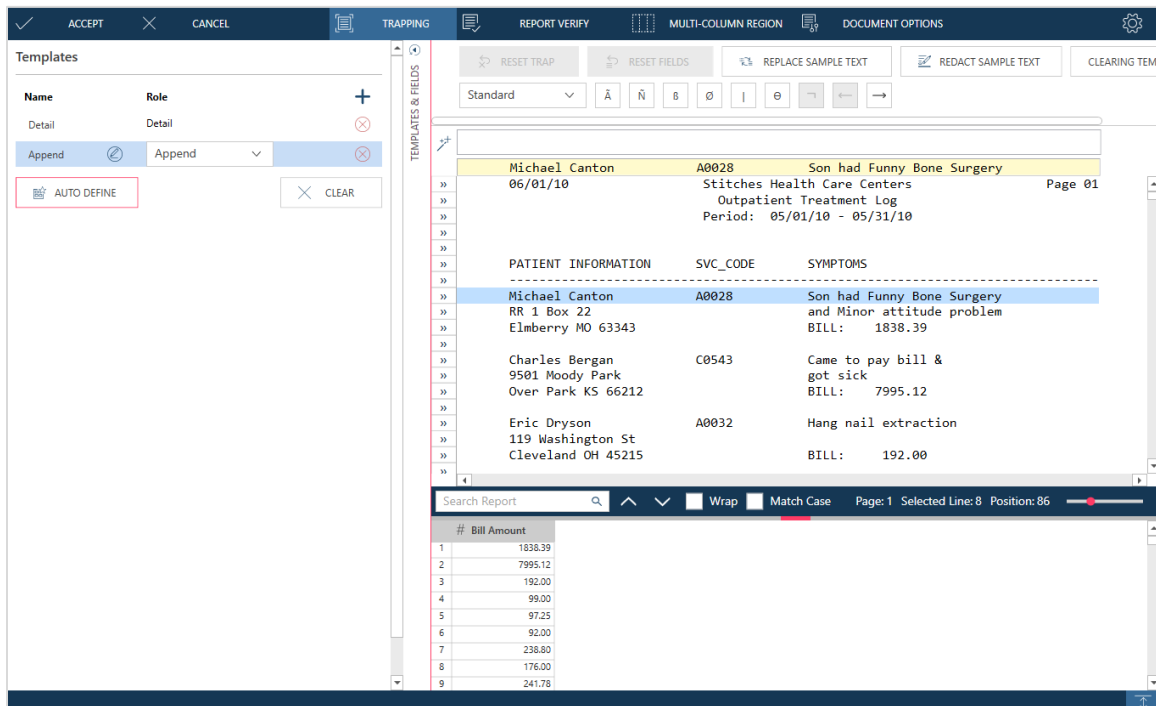 ACCEPT CANCEL TRAPPING REPORT VERIFY MULTI-COLUMN REGION DOCUMENT OPTIONS
Templates
Name Role
Detail Detail
Append Append
AUTO DEFINE CLEAR
TEMPLATES & FIELDS
RESET TRAP RESET FIELDS REPLACE SAMPLE TEXT REDACT SAMPLE TEXT CLEARING TEM
Standard Ã Ñ ß Ø | Θ ¬ ← →
Michael Canton A0028 Son had Funny Bone Surgery
» 06/01/10 Stitches Health Care Centers Page 01
» Outpatient Treatment Log
» Period: 05/01/10 - 05/31/10
»
»
» PATIENT INFORMATION SVC_CODE SYMPTOMS
» -------------------------------------------------------------------------------
» Michael Canton A0028 Son had Funny Bone Surgery
» RR 1 Box 22 and Minor attitude problem
» Elmberry MO 63343 BILL: 1838.39
»
» Charles Bergan C0543 Came to pay bill &
» 9501 Moody Park got sick
» Over Park KS 66212 BILL: 7995.12
»
» Eric Dryson A0032 Hang nail extraction
» 119 Washington St
» Cleveland OH 45215 BILL: 192.00
»
Search Report Wrap Match Case Page: 1 Selected Line: 8 Position: 86
# Bill Amount
1 1838.39
2 7995.12
3 192.00
4 99.00
5 97.25
6 92.00
7 238.80
8 176.00
9 241.78